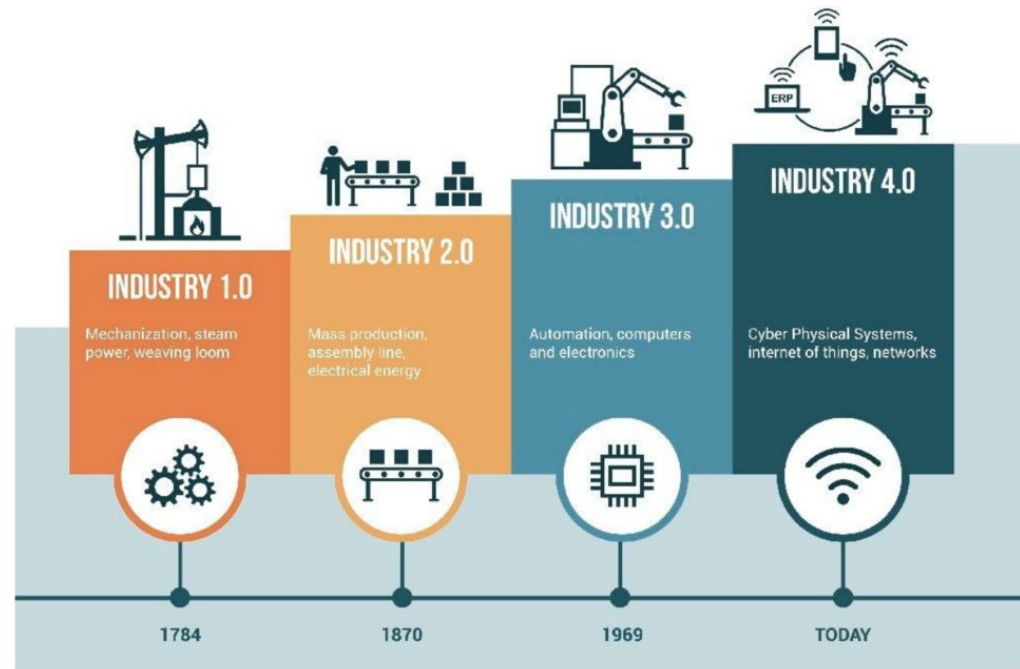 ERP
INDUSTRY 1.0
Mechanization, steam
power, weaving loom
INDUSTRY 2.0
Mass production,
assembly line,
electrical energy
INDUSTRY 3.0
Automation, computers
and electronics
INDUSTRY 4.0
Cyber Physical Systems,
internet of things, networks
1784
1870
1969
TODAY